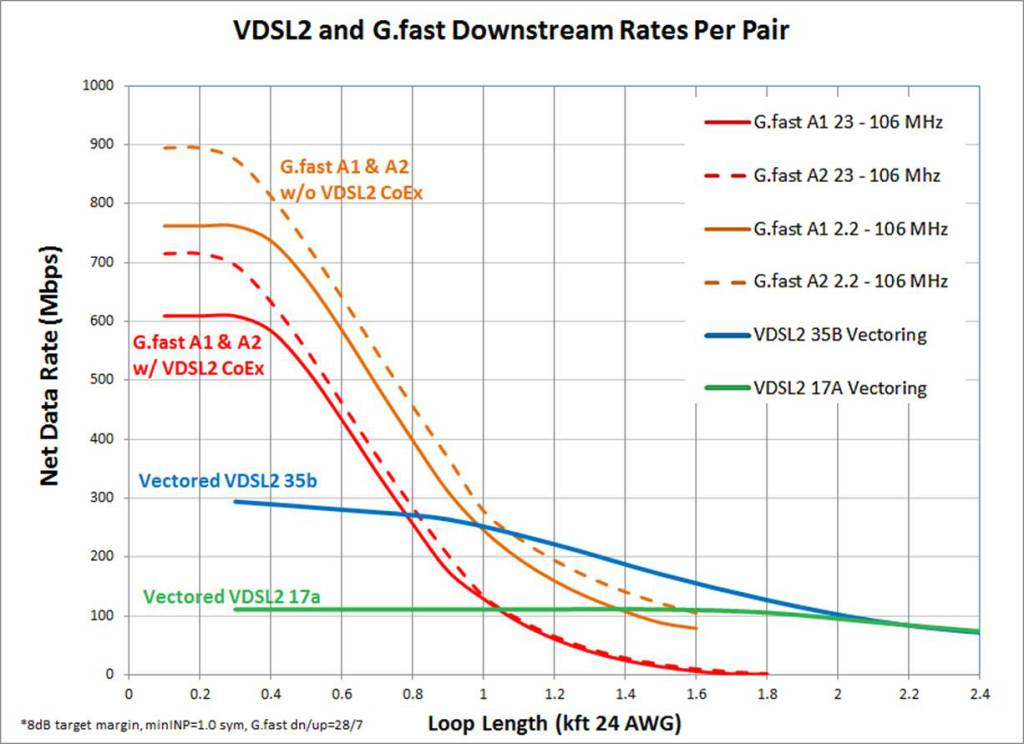 VDSL2 and G.fast Downstream Rates Per Pair
1000
900
800
700
600
500
400
300
200
100
0
Net Data Rate (Mbps)
G.fast A1 & A2
w/o VDSL2 CoEx
G.fast A1 & A2
w/ VDSL2 CoEx
Vectored VDSL2 35b
Vectored VDSL2 17a
G.fast A1 23 - 106 MHz
G.fast A2 23 - 106 Mhz
G.fast A1 2.2 - 106 MHz
G.fast A2 2.2 - 106 MHz
VDSL2 35B Vectoring
VDSL2 17A Vectoring
0 0.2 0.4 0.6 0.8 1 1.2 1.4 1.6 1.8 2 2.2 2.4
Loop Length (kft 24 AWG)
*8dB target margin, minINP=1.0 sym, G.fast dn/up=28/7